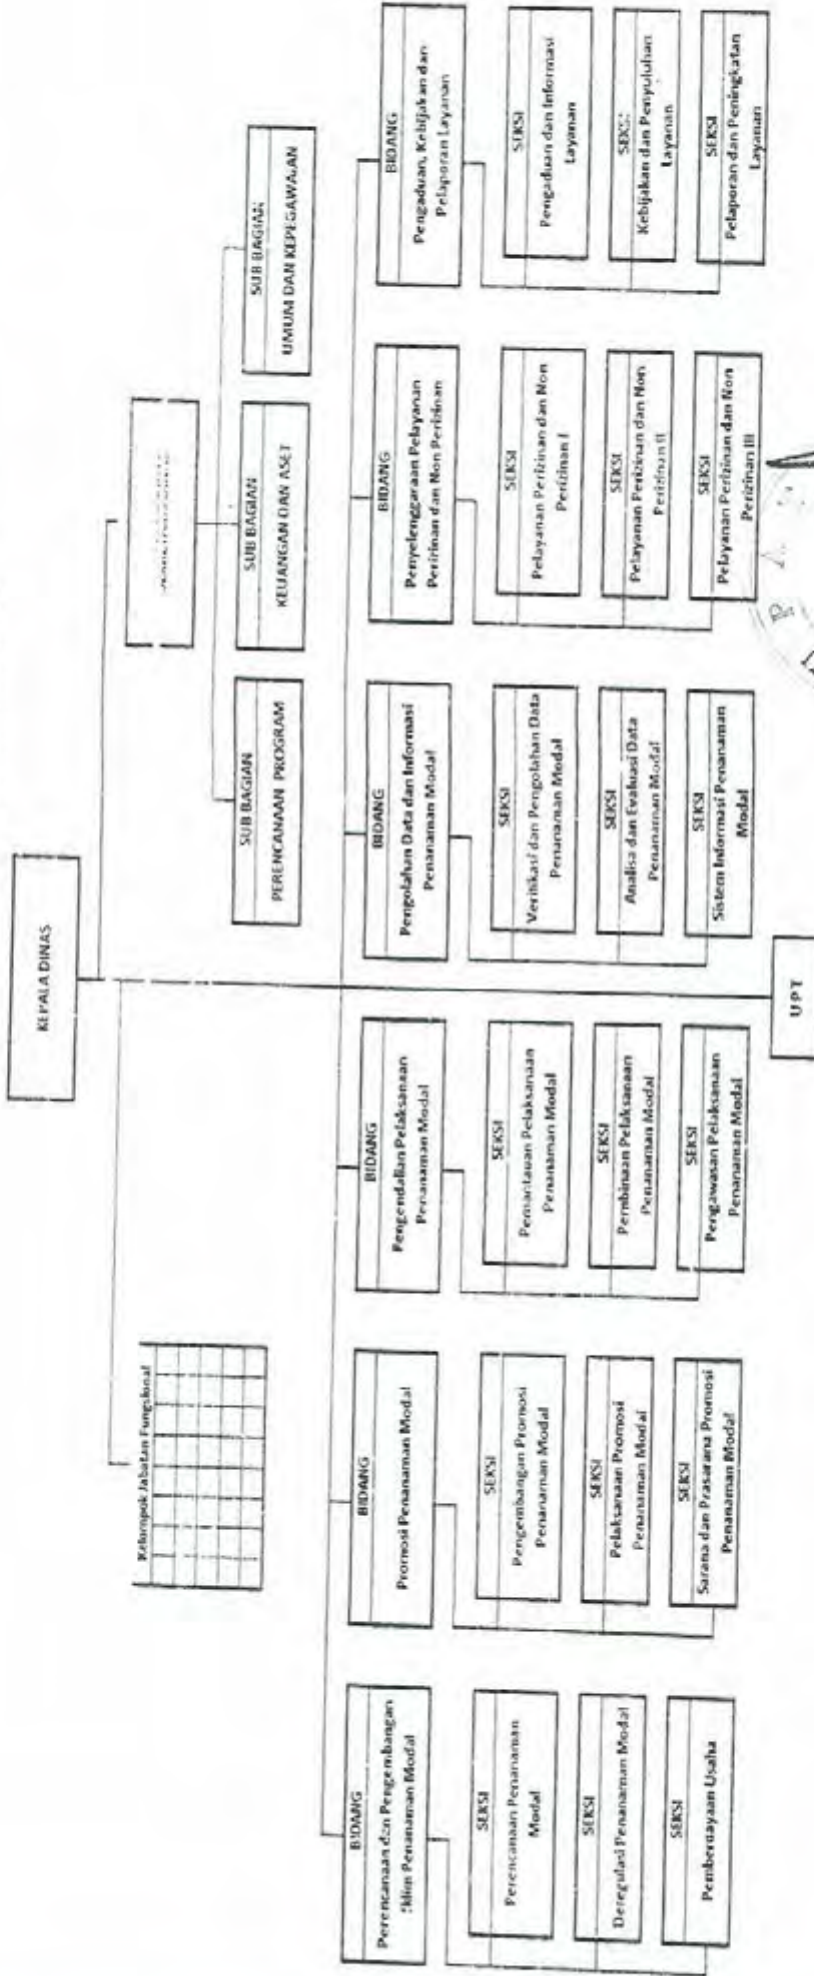 KEPALA DINAS
Kelompok Jabatan Fungsional
SUB BAGIAN
PERENCANAAN PROGRAM
SUB BAGIAN
KEUANGAN DAN ASET
SUB BAGIAN
UMUM DAN KEPEGAWAIAN
BIDANG
Perencanaan dan Pengembangan
Iklim Penanaman Modal
SEKSI
Perencanaan Penanaman
Modal
SEKSI
Deregulasi Penanaman Modal
SEKSI
Pemberdayaan Usaha
BIDANG
Promosi Penanaman Modal
SEKSI
Pengembangan Promosi
Penanaman Modal
SEKSI
Pelaksanaan Promosi
Penanaman Modal
SEKSI
Sarana dan Prasarana Promosi
Penanaman Modal
BIDANG
Pengendalian Pelaksanaan
Penanaman Modal
SEKSI
Pemantauan Pelaksanaan
Penanaman Modal
SEKSI
Pembinaan Pelaksanaan
Penanaman Modal
SEKSI
Pengawasan Pelaksanaan
Penanaman Modal
BIDANG
Pengolahan Data dan Informasi
Penanaman Modal
SEKSI
Verifikasi dan Pengolahan Data
Penanaman Modal
SEKSI
Analisa dan Evaluasi Data
Penanaman Modal
SEKSI
Sistem Informasi Penanaman
Modal
BIDANG
Penyelenggaraan Pelayanan
Perizinan dan Non Perizinan
SEKSI
Pelayanan Perizinan dan Non
Perizinan I
SEKSI
Pelayanan Perizinan dan Non
Perizinan II
SEKSI
Pelayanan Perizinan dan Non
Perizinan III
BIDANG
Pengaduan, Kebijakan dan
Pelaporan Layanan
SEKSI
Pengaduan dan Informasi
Layanan
SEKSI
Kebijakan dan Penyuluhan
Layanan
SEKSI
Pelaporan dan Peningkatan
Layanan
UPT